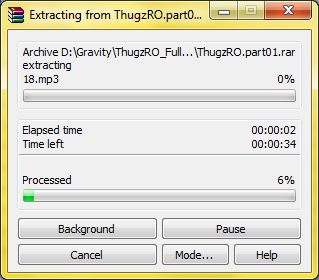 Extracting from ThugzRO.part0...
Archive D:\Gravity\ThugzRO_Full...\ThugzRO.part01.rar
extracting
18.mp3 0%
Elapsed time 00:00:02
Time left 00:00:34
Processed 6%
Background Pause
Cancel Mode... Help